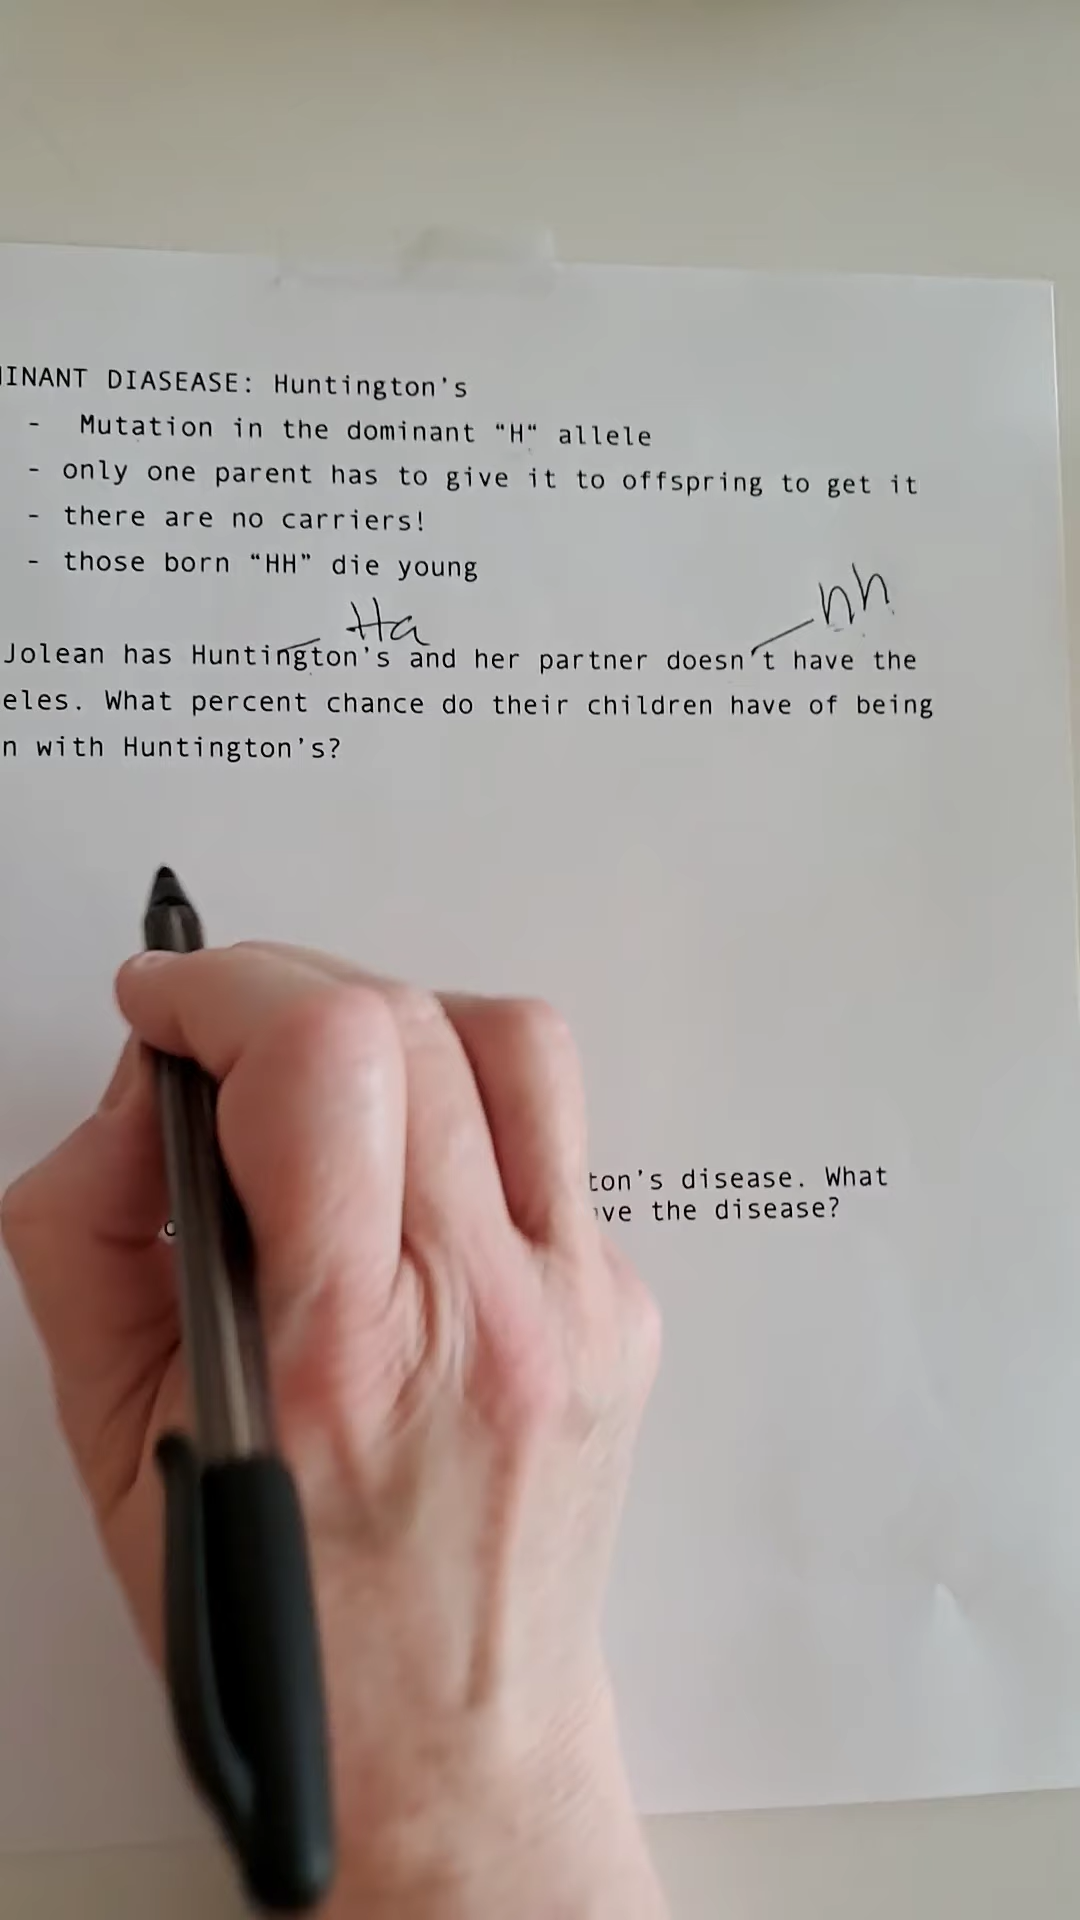 INANT DIASEASE: Huntington's
- Mutation in the dominant "H" allele
- only one parent has to give it to offspring to get it
- there are no carriers!
- those born "HH" die young
Ha hh
Jolean has Huntington's and her partner doesn't have the
eles. What percent chance do their children have of being
n with Huntington's?
ton's disease. What
ve the disease?